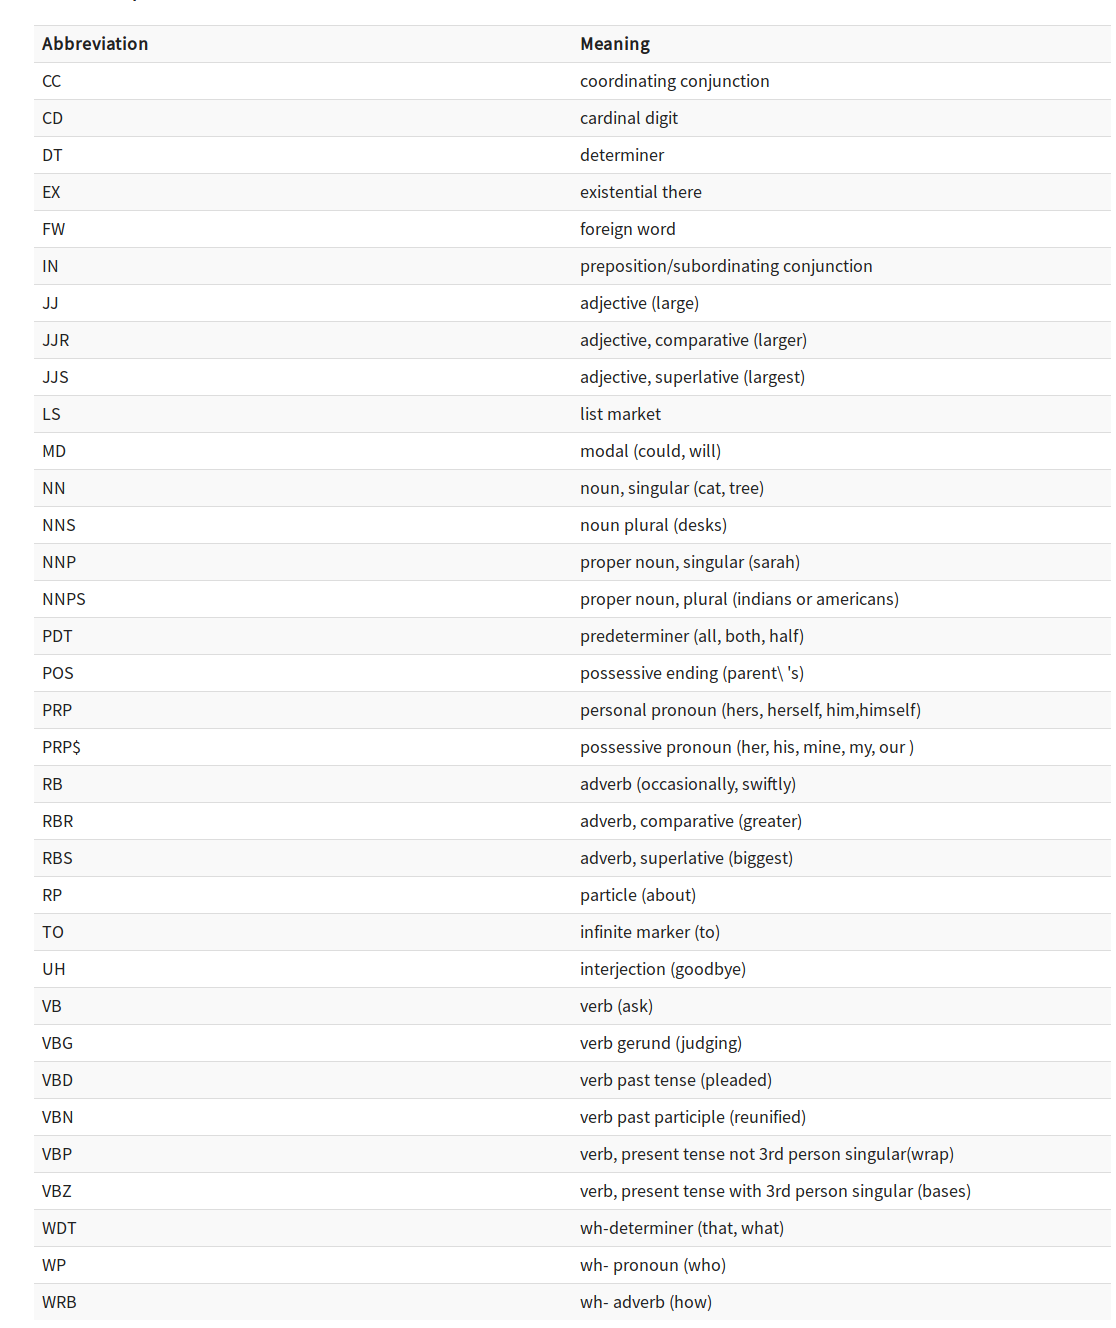 Abbreviation Meaning
CC coordinating conjunction
CD cardinal digit
DT determiner
EX existential there
FW foreign word
IN preposition/subordinating conjunction
JJ adjective (large)
JJR adjective, comparative (larger)
JJS adjective, superlative (largest)
LS list market
MD modal (could, will)
NN noun, singular (cat, tree)
NNS noun plural (desks)
NNP proper noun, singular (sarah)
NNPS proper noun, plural (indians or americans)
PDT predeterminer (all, both, half)
POS possessive ending (parent\ 's)
PRP personal pronoun (hers, herself, him,himself)
PRP$ possessive pronoun (her, his, mine, my, our )
RB adverb (occasionally, swiftly)
RBR adverb, comparative (greater)
RBS adverb, superlative (biggest)
RP particle (about)
TO infinite marker (to)
UH interjection (goodbye)
VB verb (ask)
VBG verb gerund (judging)
VBD verb past tense (pleaded)
VBN verb past participle (reunified)
VBP verb, present tense not 3rd person singular(wrap)
VBZ verb, present tense with 3rd person singular (bases)
WDT wh-determiner (that, what)
WP wh- pronoun (who)
WRB wh- adverb (how)